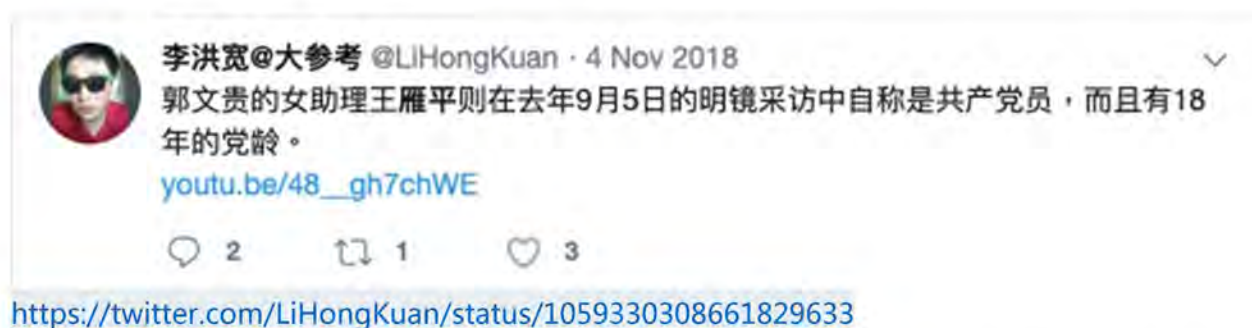 李洪宽@大参考 @LiHongKuan · 4 Nov 2018
郭文贵的女助理王雁平则在去年9月5日的明镜采访中自称是共产党员，而且有18
年的党龄。
youtu.be/48__gh7chWE
2 1 3
https://twitter.com/LiHongKuan/status/1059330308661829633